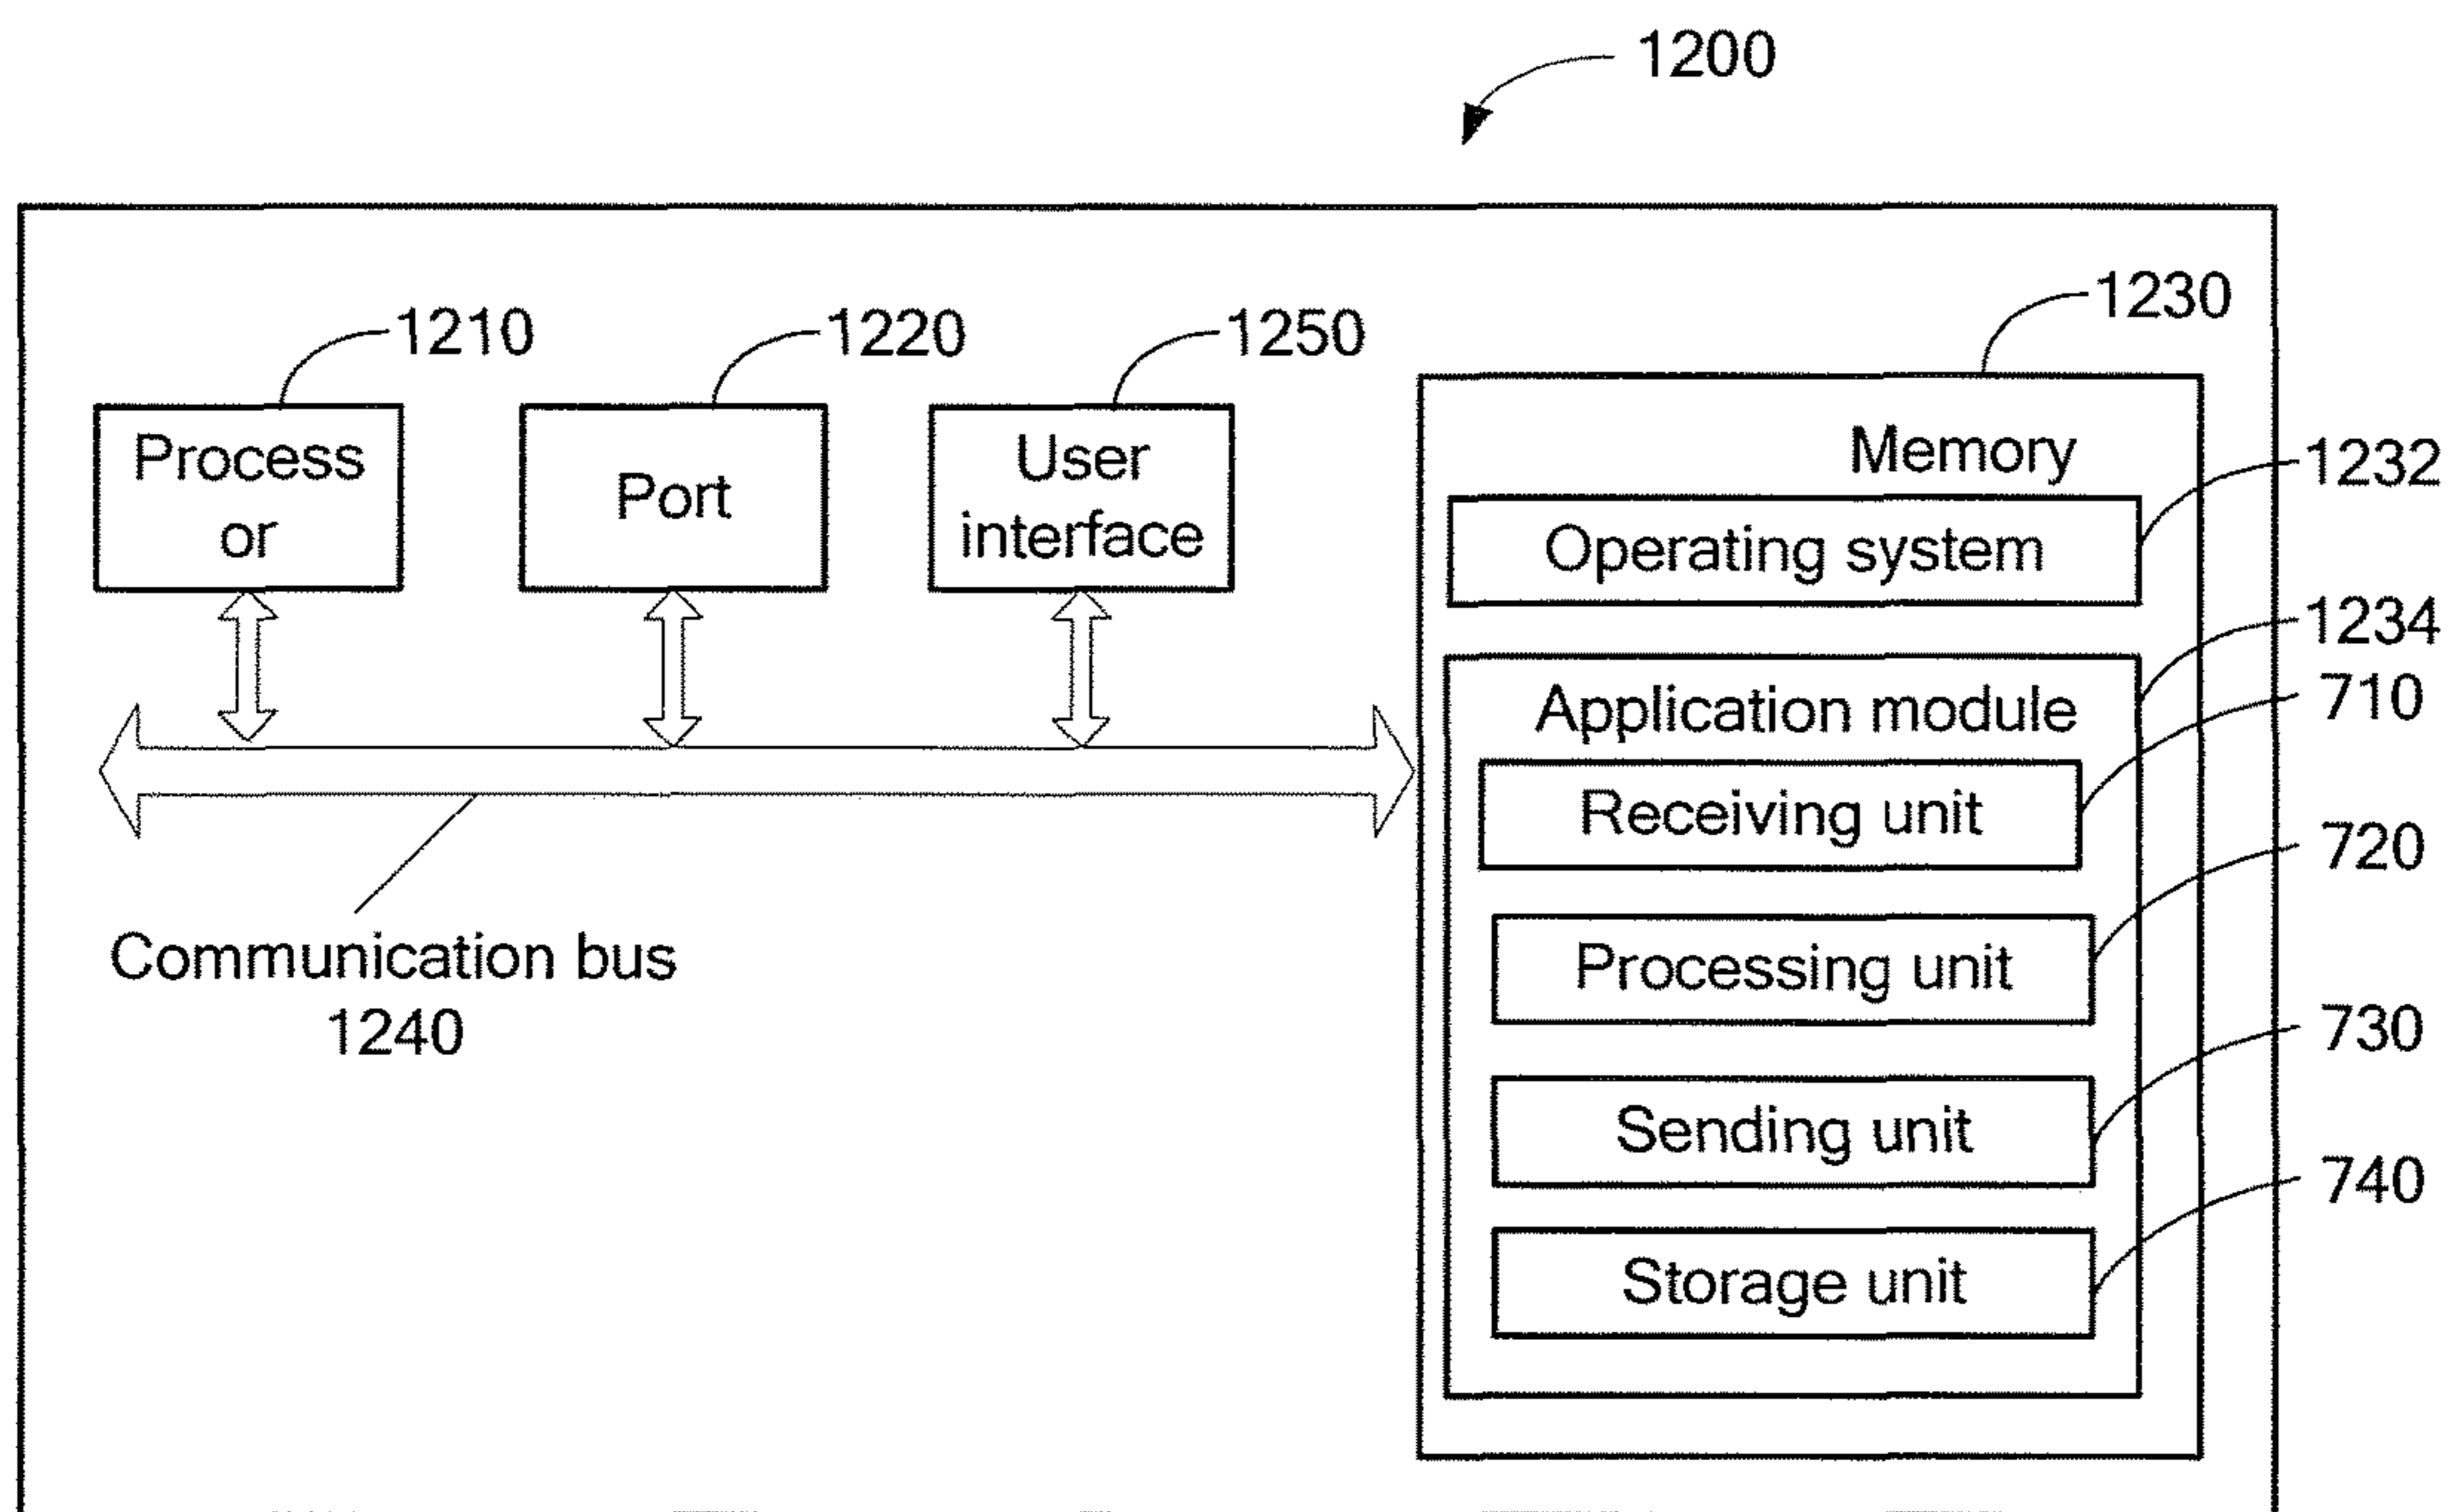 1200
1230
1210
1220
1250
Process
or
Port
User
interface
Memory
1232
Operating system
1234
Application module
710
Receiving unit
720
Processing unit
Communication bus
1240
730
Sending unit
740
Storage unit